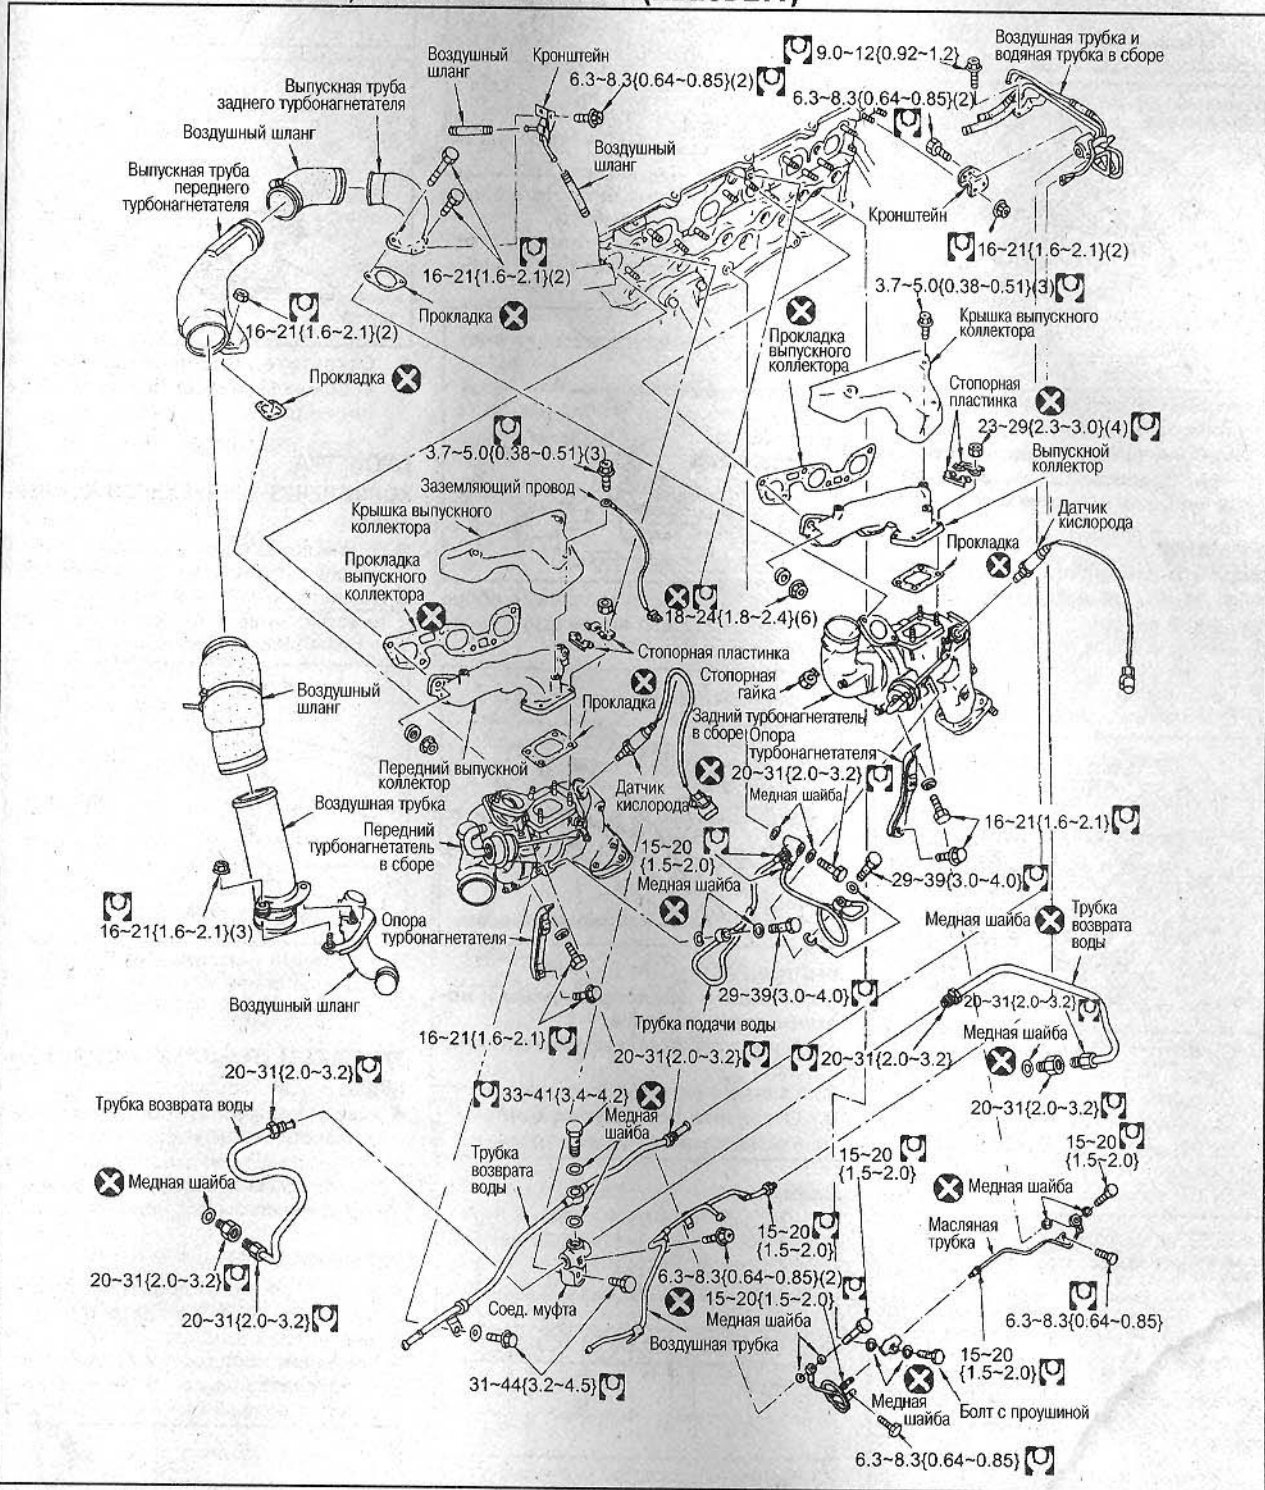 Воздушный
шланг
Кронштейн
6.3~8.3{0.64~0.85}(2)
9.0~12{0.92~1.2}
Воздушная трубка и
водяная трубка в сборе
Выпускная труба
заднего турбонагнетателя
6.3~8.3{0.64~0.85}(2)
Воздушный шланг
Воздушный
шланг
Выпускная труба
переднего
турбонагнетателя
Кронштейн
16~21{1.6~2.1}(2)
16~21{1.6~2.1}(2)
3.7~5.0{0.38~0.51}(3)
Прокладка
16~21{1.6~2.1}(2)
Крышка выпускного
коллектора
Прокладка
выпускного
коллектора
Прокладка
Стопорная
пластинка
23~29{2.3~3.0}(4)
3.7~5.0{0.38~0.51}(3)
Выпускной
коллектор
Заземляющий провод
Крышка выпускного
коллектора
Датчик
кислорода
Прокладка
Прокладка
выпускного
коллектора
18~24{1.8~2.4}(6)
Стопорная пластинка
Стопорная
гайка
Воздушный
шланг
Прокладка
Задний турбонагнетатель
в сборе
Опора
турбонагнетателя
Передний выпускной
коллектор
20~31{2.0~3.2}
Датчик
кислорода
Медная шайба
Воздушная трубка
Передний
турбонагнетатель
в сборе
16~21{1.6~2.1}
15~20
{1.5~2.0}
29~39{3.0~4.0}
Медная шайба
16~21{1.6~2.1}(3)
Опора
турбонагнетателя
Медная шайба
Трубка
возврата
воды
Воздушный шланг
29~39{3.0~4.0}
20~31{2.0~3.2}
Трубка подачи воды
16~21{1.6~2.1}
Медная шайба
20~31{2.0~3.2}
20~31{2.0~3.2}
20~31{2.0~3.2}
33~41{3.4~4.2}
Трубка возврата воды
Медная
шайба
20~31{2.0~3.2}
15~20
{1.5~2.0}
Трубка
возврата
воды
15~20
{1.5~2.0}
Медная шайба
Медная шайба
Масляная
трубка
15~20
{1.5~2.0}
20~31{2.0~3.2}
6.3~8.3{0.64~0.85}(2)
20~31{2.0~3.2}
Соед. муфта
15~20{1.5~2.0}
Медная шайба
6.3~8.3{0.64~0.85}
Воздушная трубка
15~20
{1.5~2.0}
31~44{3.2~4.5}
Медная
шайба
Болт с проушиной
6.3~8.3{0.64~0.85}